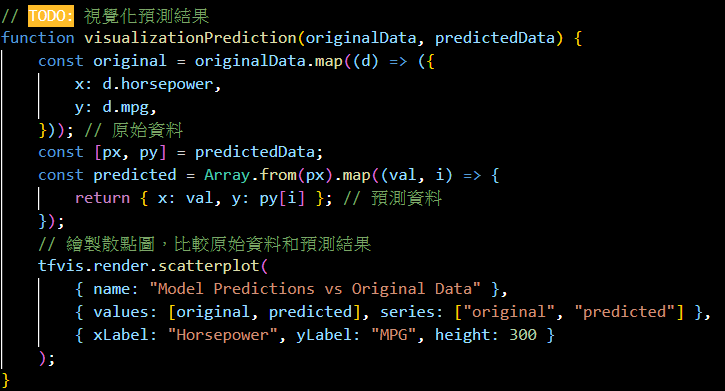 // TODO: 視覺化預測結果
function visualizationPrediction(originalData, predictedData) {
    const original = originalData.map((d) => ({
        x: d.horsepower,
        y: d.mpg,
    })); // 原始資料
    const [px, py] = predictedData;
    const predicted = Array.from(px).map((val, i) => {
        return { x: val, y: py[i] }; // 預測資料
    });
    // 繪製散點圖，比較原始資料和預測結果
    tfvis.render.scatterplot(
        { name: "Model Predictions vs Original Data" },
        { values: [original, predicted], series: ["original", "predicted"] },
        { xLabel: "Horsepower", yLabel: "MPG", height: 300 }
    );
}